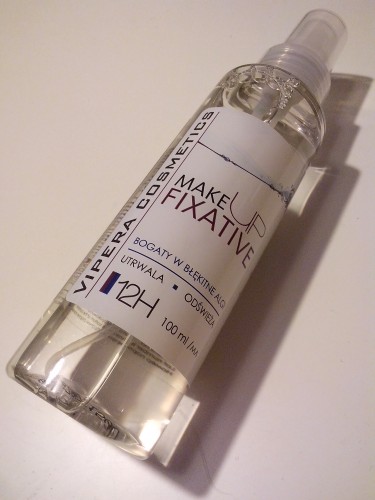 VIPERA COSMETICS
MAKE UP
FIXATIVE
BOGATY W BŁĘKITNE ALGI
UTRWALA ▪ ODŚWIEŻA
12H
100 ml